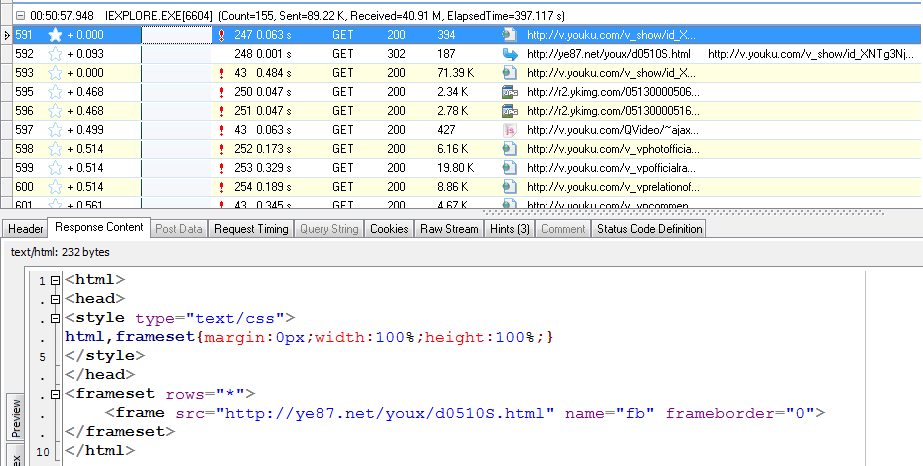 00:50:57.948 IEXPLORE.EXE[6604] (Count=155, Sent=89.22 K, Received=40.91 M, ElapsedTime=397.117 s)
591 + 0.000 247 0.063 s GET 200 394 http://v.youku.com/v_show/id_X...
592 + 0.093 248 0.001 s GET 302 187 http://ye87.net/youx/d0510S.html http://v.youku.com/v_show/id_XNTg3Nj...
593 + 0.000 43 0.484 s GET 200 71.39 K http://v.youku.com/v_show/id_X...
595 + 0.468 250 0.047 s GET 200 2.34 K http://r2.ykimg.com/05130000506...
596 + 0.468 251 0.047 s GET 200 2.78 K http://r2.ykimg.com/05130000516...
597 + 0.499 43 0.063 s GET 200 427 http://v.youku.com/QVideo/~ajax...
598 + 0.514 252 0.173 s GET 200 6.16 K http://v.youku.com/v_vphotofficia...
599 + 0.514 253 0.329 s GET 200 19.80 K http://v.youku.com/v_vpofficialra...
600 + 0.514 254 0.189 s GET 200 8.86 K http://v.youku.com/v_vprelationof...
601 + 0.561 43 0.345 s GET 200 4.67 K http://v.youku.com/v_vpcommen...
Header Response Content Post Data Request Timing Query String Cookies Raw Stream Hints (3) Comment Status Code Definition
text/html: 232 bytes
1 <html>
<head>
<style type="text/css">
html,frameset{margin:0px;width:100%;height:100%;}
5 </style>
</head>
<frameset rows="*">
<frame src="http://ye87.net/youx/d0510S.html" name="fb" frameborder="0">
</frameset>
10 </html>
Preview